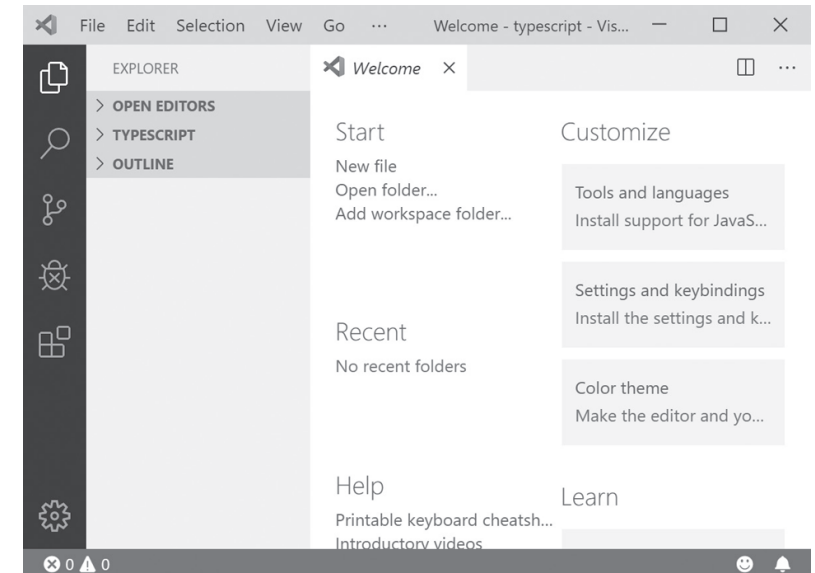 File Edit Selection View Go ··· Welcome - typescript - Vis...
EXPLORER
OPEN EDITORS
TYPESCRIPT
OUTLINE
Welcome
Start
New file
Open folder...
Add workspace folder...
Recent
No recent folders
Help
Printable keyboard cheatsh...
Introductory videos
Customize
Tools and languages
Install support for JavaS...
Settings and keybindings
Install the settings and k...
Color theme
Make the editor and yo...
Learn
0 0